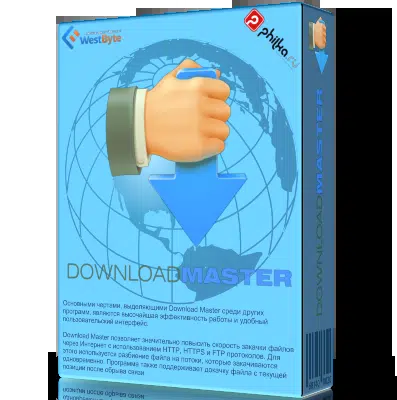 WestByte
philka.ru
DOWNLOADMASTER
Основными чертами, выделяющими Download Master среди других
программ, являются высочайшая эффективность работы и удобный
пользовательский интерфейс.
Download Master позволяет значительно повысить скорость закачки файлов
через Интернет с использованием HTTP, HTTPS и FTP протоколов. Для
этого используется разбиение файла на потоки, которые закачиваются
одновременно. Программа также поддерживает докачку файла с текущей
позиции после обрыва связи
DOWNLOADMASTER